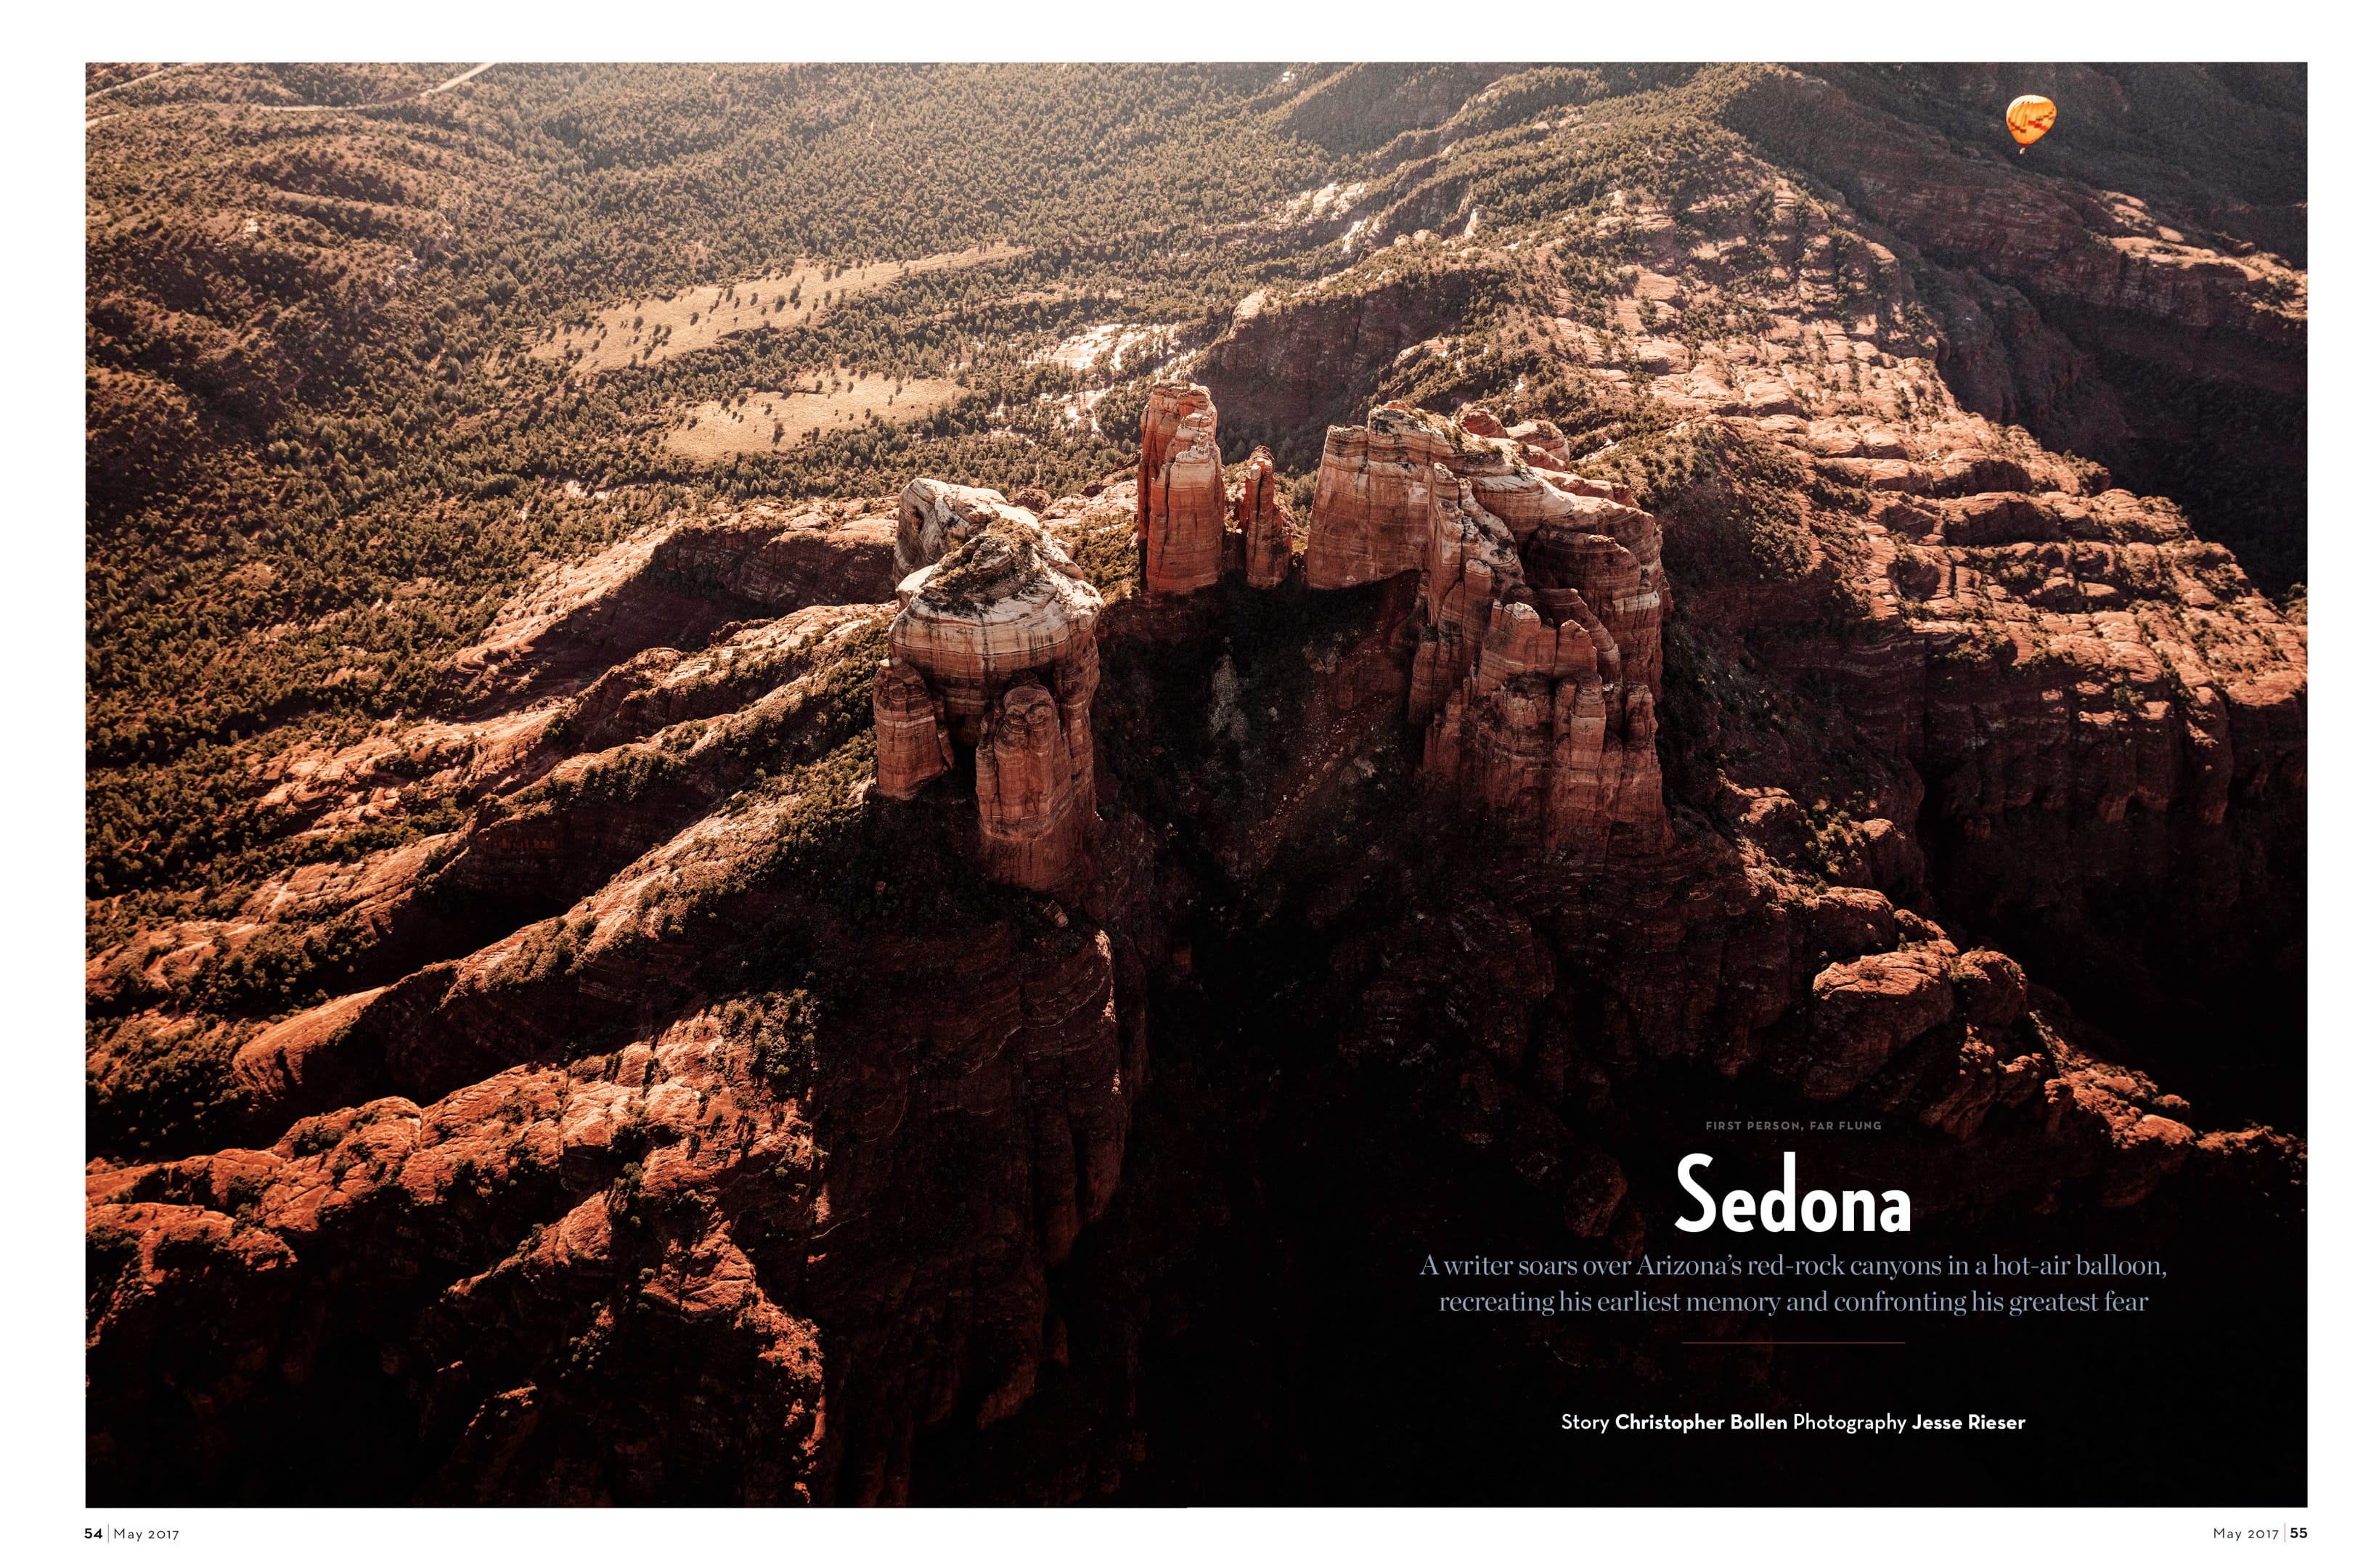 FIRST PERSON, FAR FLUNG
Sedona
A writer soars over Arizona's red-rock canyons in a hot-air balloon,
recreating his earliest memory and confronting his greatest fear
Story Christopher Bollen Photography Jesse Rieser
54 | May 2017
May 2017 | 55